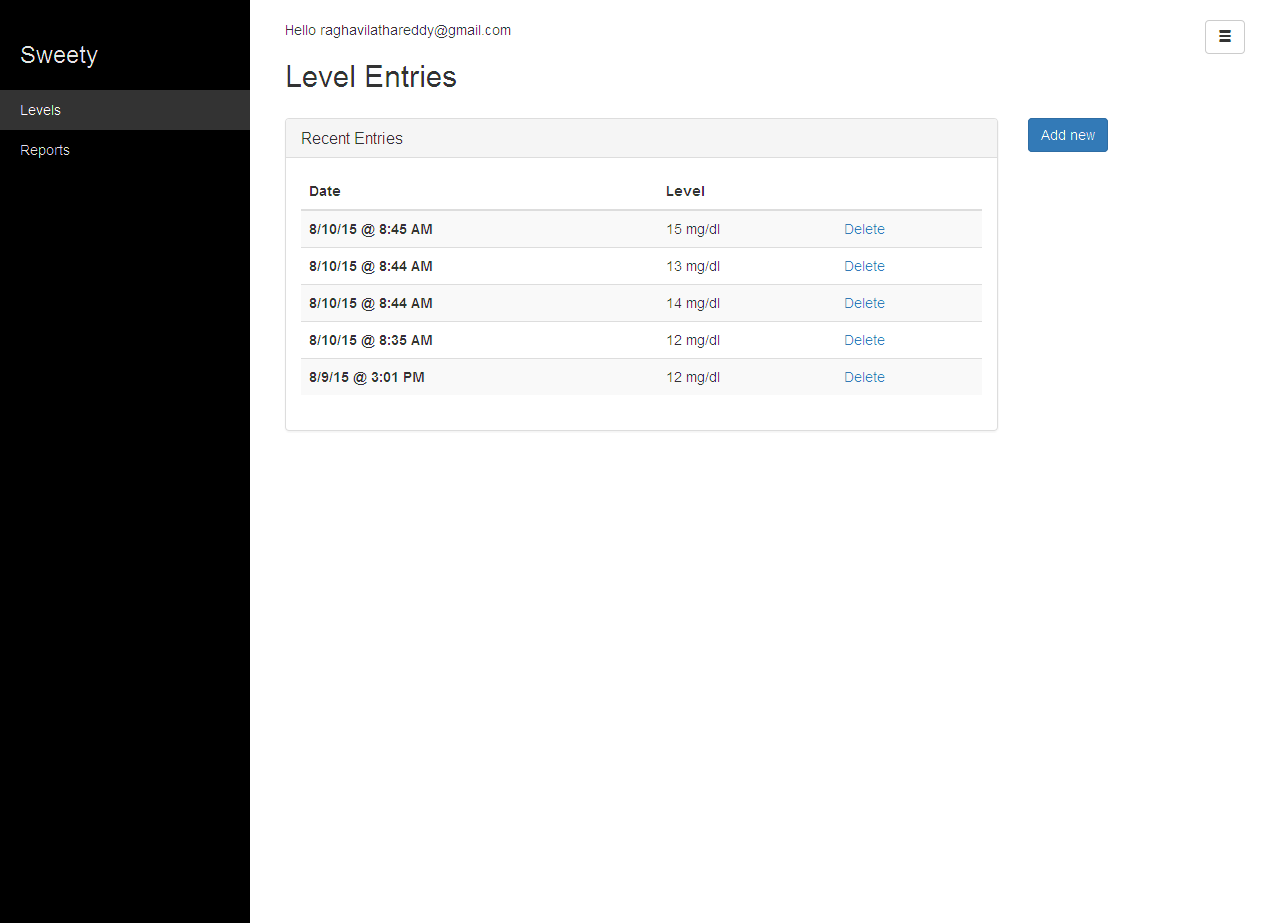 Sweety
Levels
Reports
Hello raghavilathareddy@gmail.com
Level Entries
Recent Entries
Add new
Date Level
8/10/15 @ 8:45 AM 15 mg/dl Delete
8/10/15 @ 8:44 AM 13 mg/dl Delete
8/10/15 @ 8:44 AM 14 mg/dl Delete
8/10/15 @ 8:35 AM 12 mg/dl Delete
8/9/15 @ 3:01 PM 12 mg/dl Delete